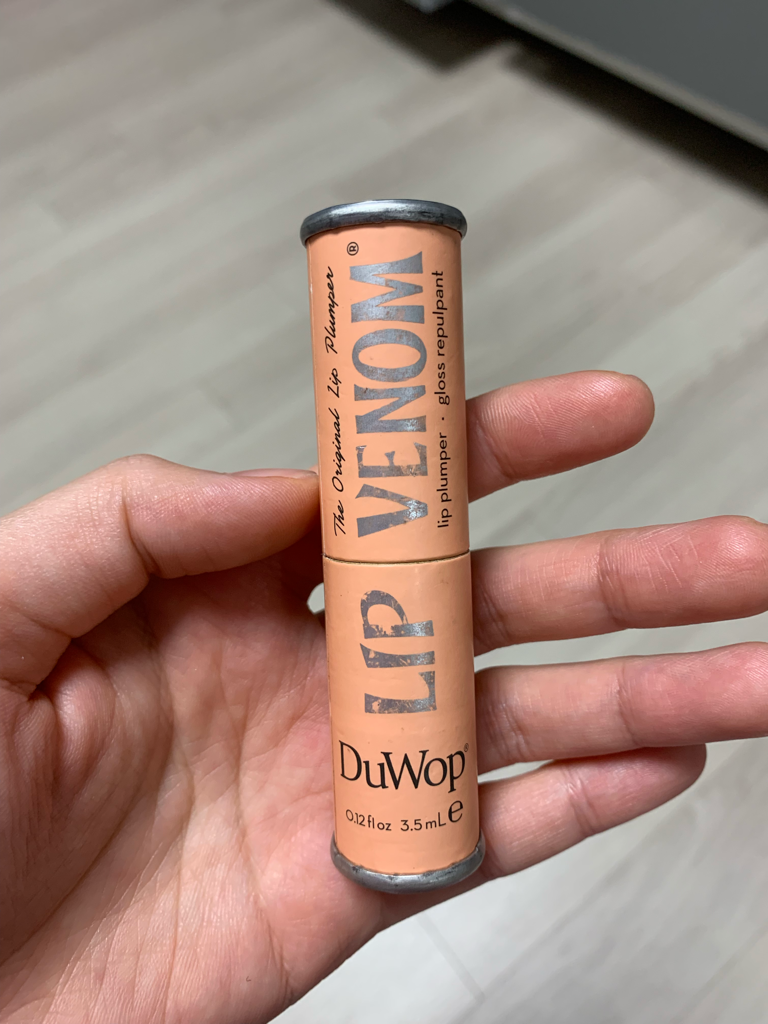 The Original Lip Plumper
LIP VENOM®
lip plumper · gloss repulpant
DuWop®
0.12 fl oz 3.5 mL e